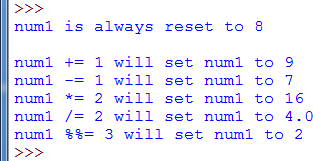 >>>
num1 is always reset to 8
num1 += 1 will set num1 to 9
num1 -= 1 will set num1 to 7
num1 *= 2 will set num1 to 16
num1 /= 2 will set num1 to 4.0
num1 %%= 3 will set num1 to 2
>>>